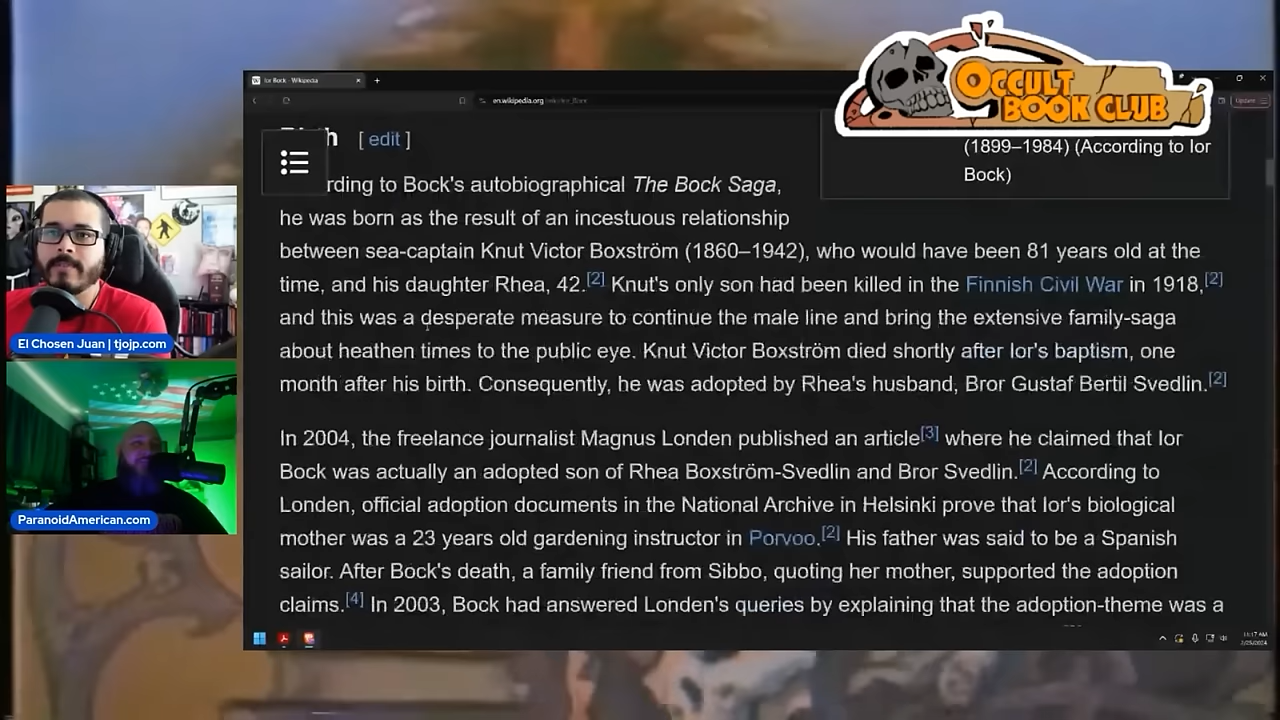 Ior Bock - Wikipedia
en.wikipedia.org
OCCULT
BOOK CLUB
Update
[ edit ]
(1899–1984) (According to Ior
Bock)
rding to Bock's autobiographical The Bock Saga,
he was born as the result of an incestuous relationship
between sea-captain Knut Victor Boxström (1860–1942), who would have been 81 years old at the
time, and his daughter Rhea, 42.[2] Knut's only son had been killed in the Finnish Civil War in 1918,[2]
and this was a desperate measure to continue the male line and bring the extensive family-saga
about heathen times to the public eye. Knut Victor Boxström died shortly after Ior's baptism, one
month after his birth. Consequently, he was adopted by Rhea's husband, Bror Gustaf Bertil Svedlin.[2]
In 2004, the freelance journalist Magnus Londen published an article[3] where he claimed that Ior
Bock was actually an adopted son of Rhea Boxström-Svedlin and Bror Svedlin.[2] According to
Londen, official adoption documents in the National Archive in Helsinki prove that Ior's biological
mother was a 23 years old gardening instructor in Porvoo.[2] His father was said to be a Spanish
sailor. After Bock's death, a family friend from Sibbo, quoting her mother, supported the adoption
claims.[4] In 2003, Bock had answered Londen's queries by explaining that the adoption-theme was a
El Chosen Juan | tjojp.com
ParanoidAmerican.com
11:17 AM